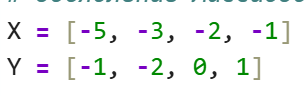 X = [-5, -3, -2, -1]
Y = [-1, -2, 0, 1]